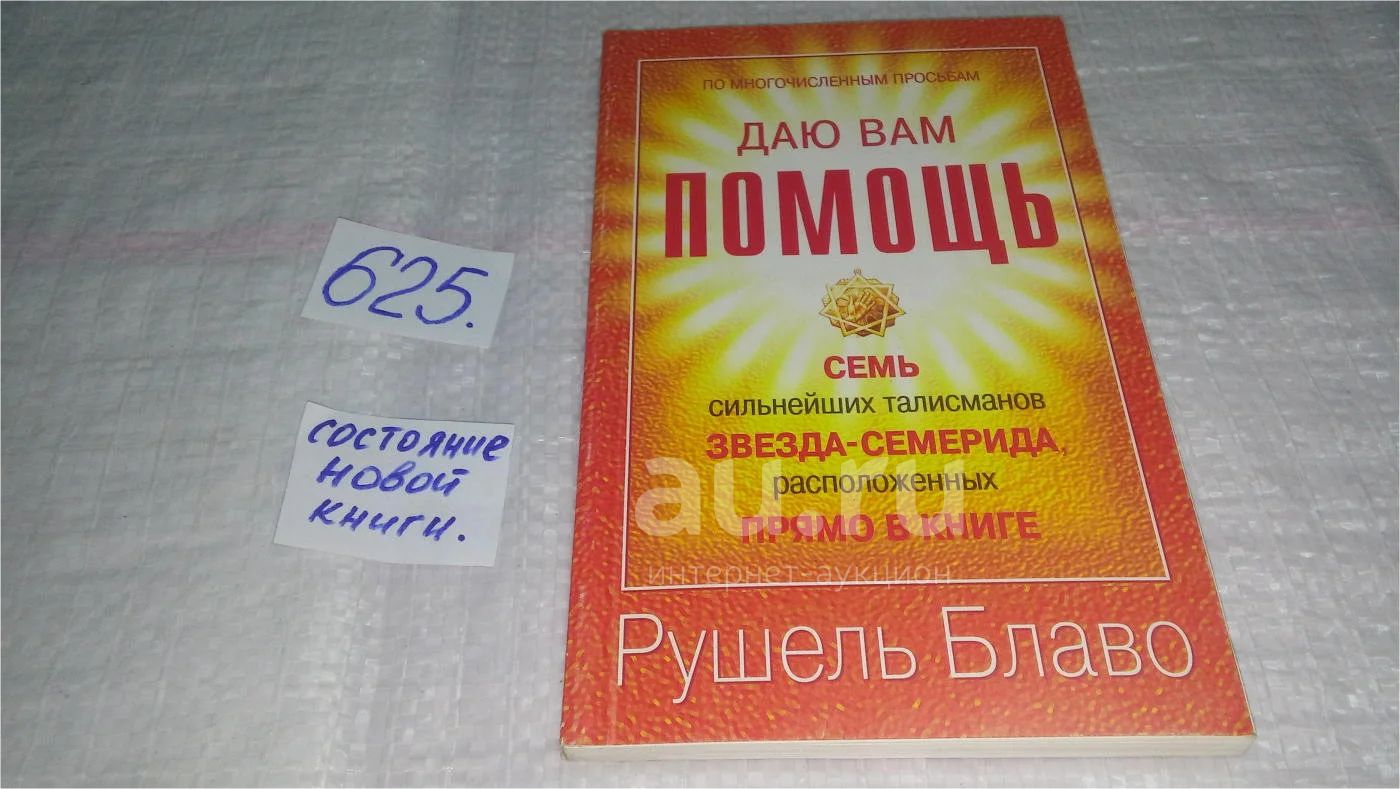 625.
состояние
новой
книги.
ПО МНОГОЧИСЛЕННЫМ ПРОСЬБАМ
ДАЮ ВАМ
ПОМОЩЬ
СЕМЬ
сильнейших талисманов
ЗВЕЗДА-СЕМЕРИДА,
расположенных
ПРЯМО В КНИГЕ
Рушель Блаво
au.ru
интернет-аукцион